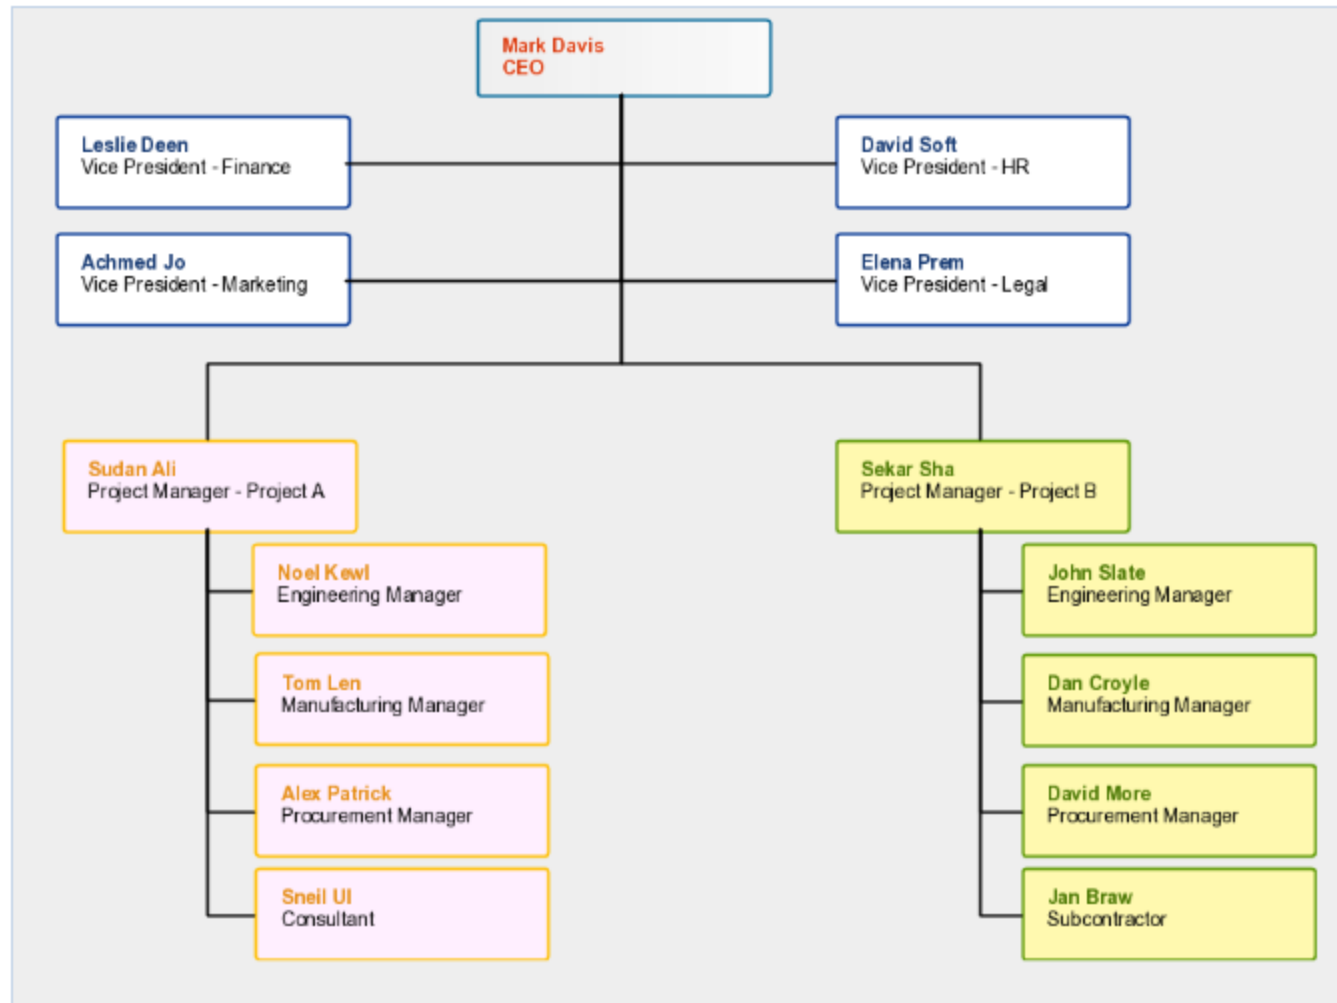 Mark Davis
CEO
Leslie Deen
Vice President - Finance
David Soft
Vice President - HR
Achmed Jo
Vice President - Marketing
Elena Prem
Vice President - Legal
Sudan Ali
Project Manager - Project A
Sekar Sha
Project Manager - Project B
Noel Kewl
Engineering Manager
John Slate
Engineering Manager
Tom Len
Manufacturing Manager
Dan Croyle
Manufacturing Manager
Alex Patrick
Procurement Manager
David More
Procurement Manager
Sneil UI
Consultant
Jan Braw
Subcontractor